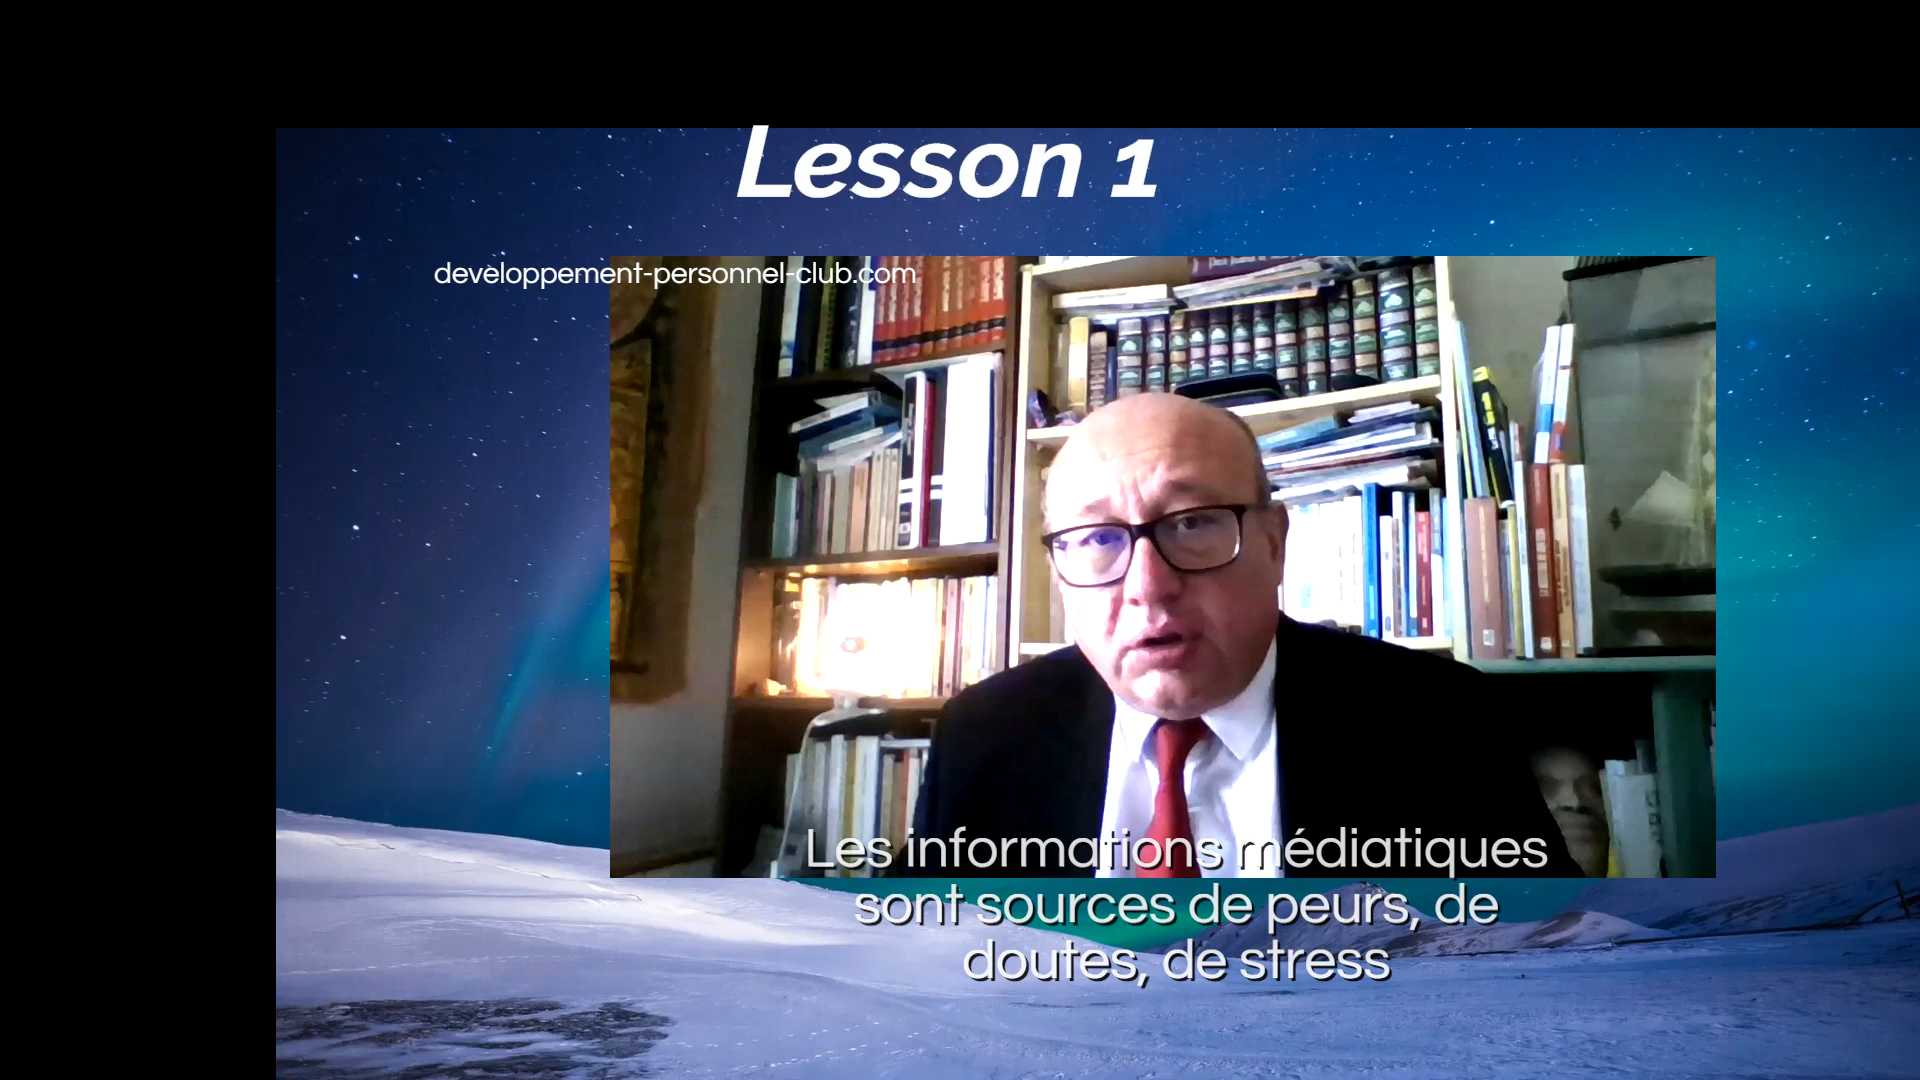 Lesson 1
developpement-personnel-club.com
Les informations médiatiques
sont sources de peurs, de
doutes, de stress